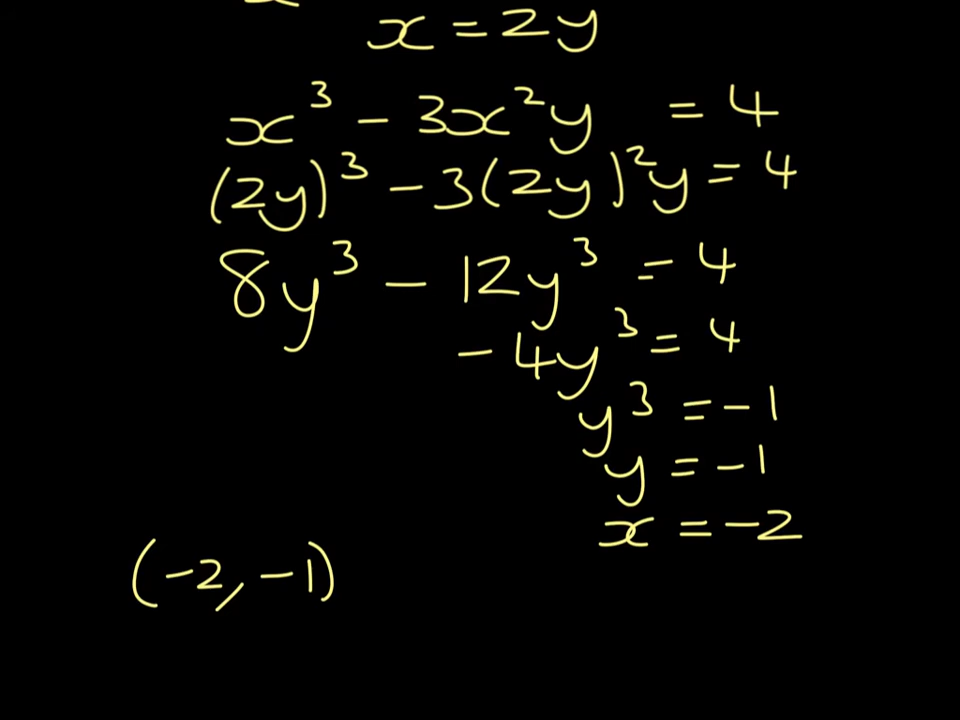 x = 2y
x³ - 3x²y = 4
(2y)³ - 3(2y)²y = 4
8y³ - 12y³ = 4
- 4y³ = 4
y³ = -1
y = -1
x = -2
(-2, -1)